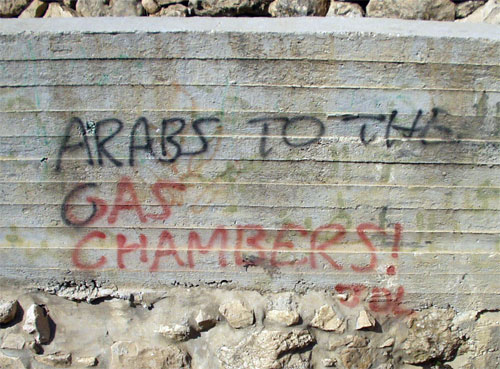 ARABS TO THE
GAS
CHAMBERS!
JDL